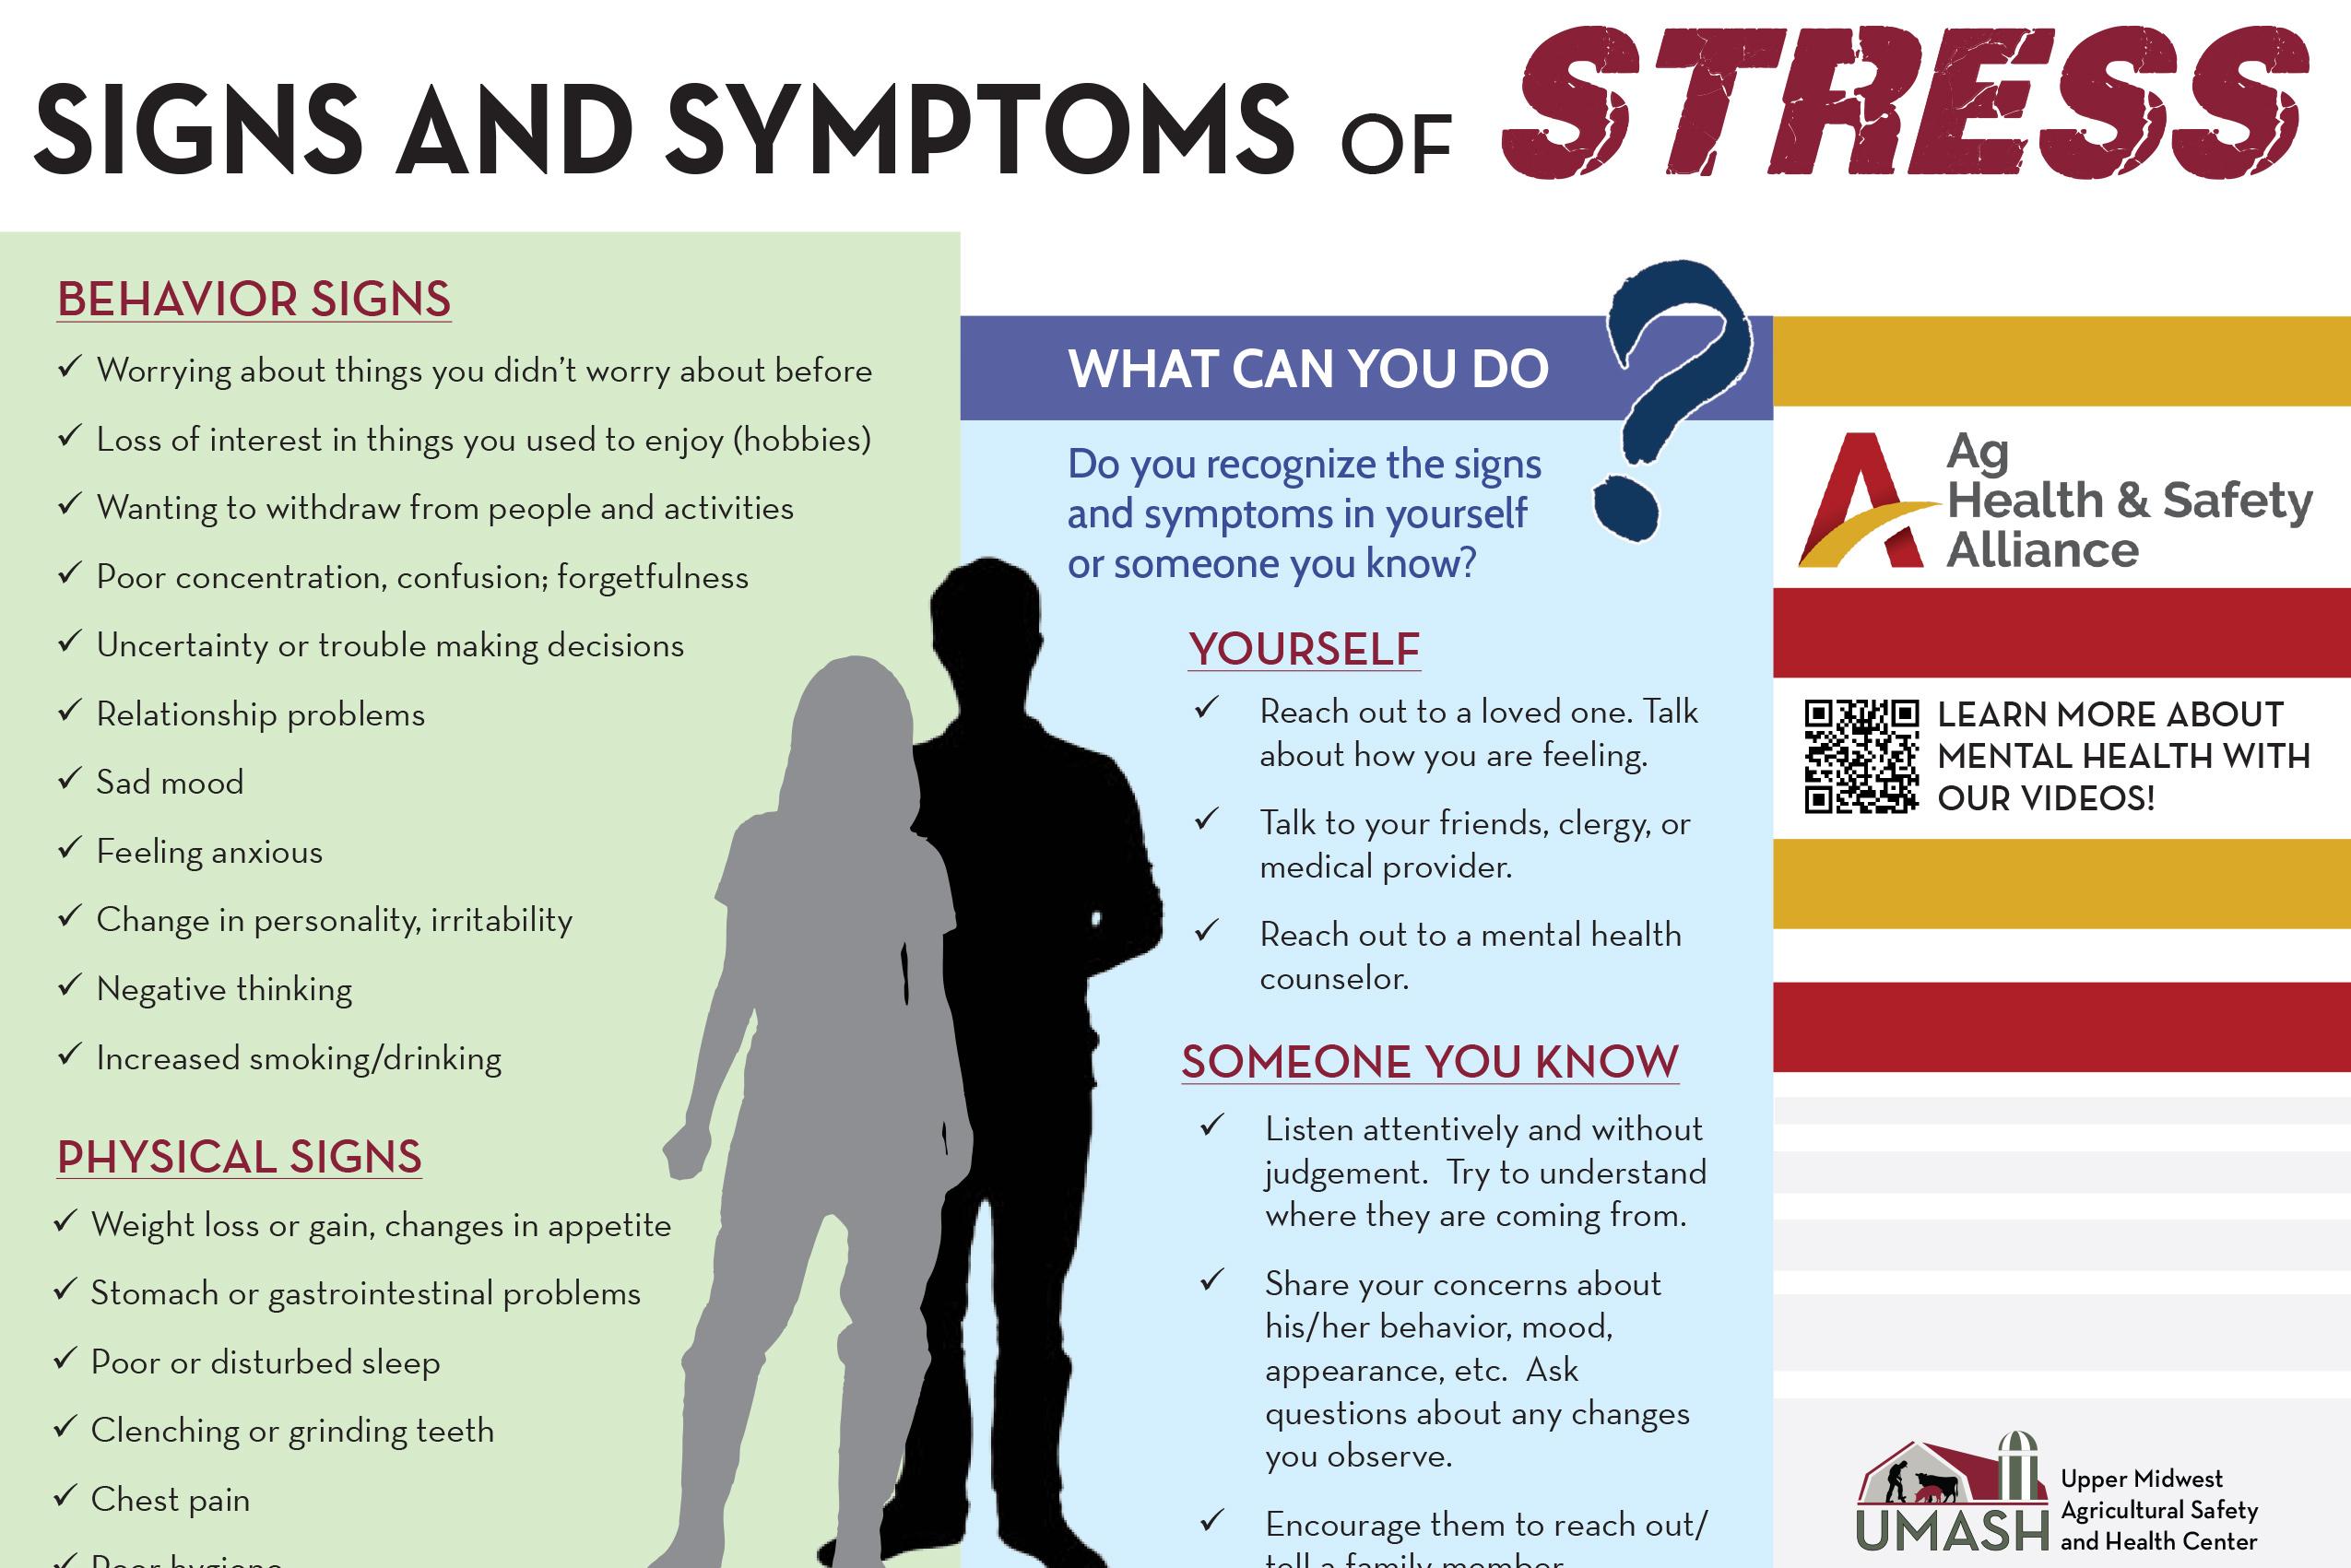 SIGNS AND SYMPTOMS OF STRESS
BEHAVIOR SIGNS
✓ Worrying about things you didn't worry about before
✓ Loss of interest in things you used to enjoy (hobbies)
✓ Wanting to withdraw from people and activities
✓ Poor concentration, confusion; forgetfulness
✓ Uncertainty or trouble making decisions
✓ Relationship problems
✓ Sad mood
✓ Feeling anxious
✓ Change in personality, irritability
✓ Negative thinking
✓ Increased smoking/drinking
PHYSICAL SIGNS
✓ Weight loss or gain, changes in appetite
✓ Stomach or gastrointestinal problems
✓ Poor or disturbed sleep
✓ Clenching or grinding teeth
✓ Chest pain
✓ Poor hygiene
WHAT CAN YOU DO ?
Do you recognize the signs
and symptoms in yourself
or someone you know?
YOURSELF
✓ Reach out to a loved one. Talk
about how you are feeling.
✓ Talk to your friends, clergy, or
medical provider.
✓ Reach out to a mental health
counselor.
SOMEONE YOU KNOW
✓ Listen attentively and without
judgement. Try to understand
where they are coming from.
✓ Share your concerns about
his/her behavior, mood,
appearance, etc. Ask
questions about any changes
you observe.
✓ Encourage them to reach out/
tell a family member
Ag
Health & Safety
Alliance
LEARN MORE ABOUT
MENTAL HEALTH WITH
OUR VIDEOS!
UMASH
Upper Midwest
Agricultural Safety
and Health Center